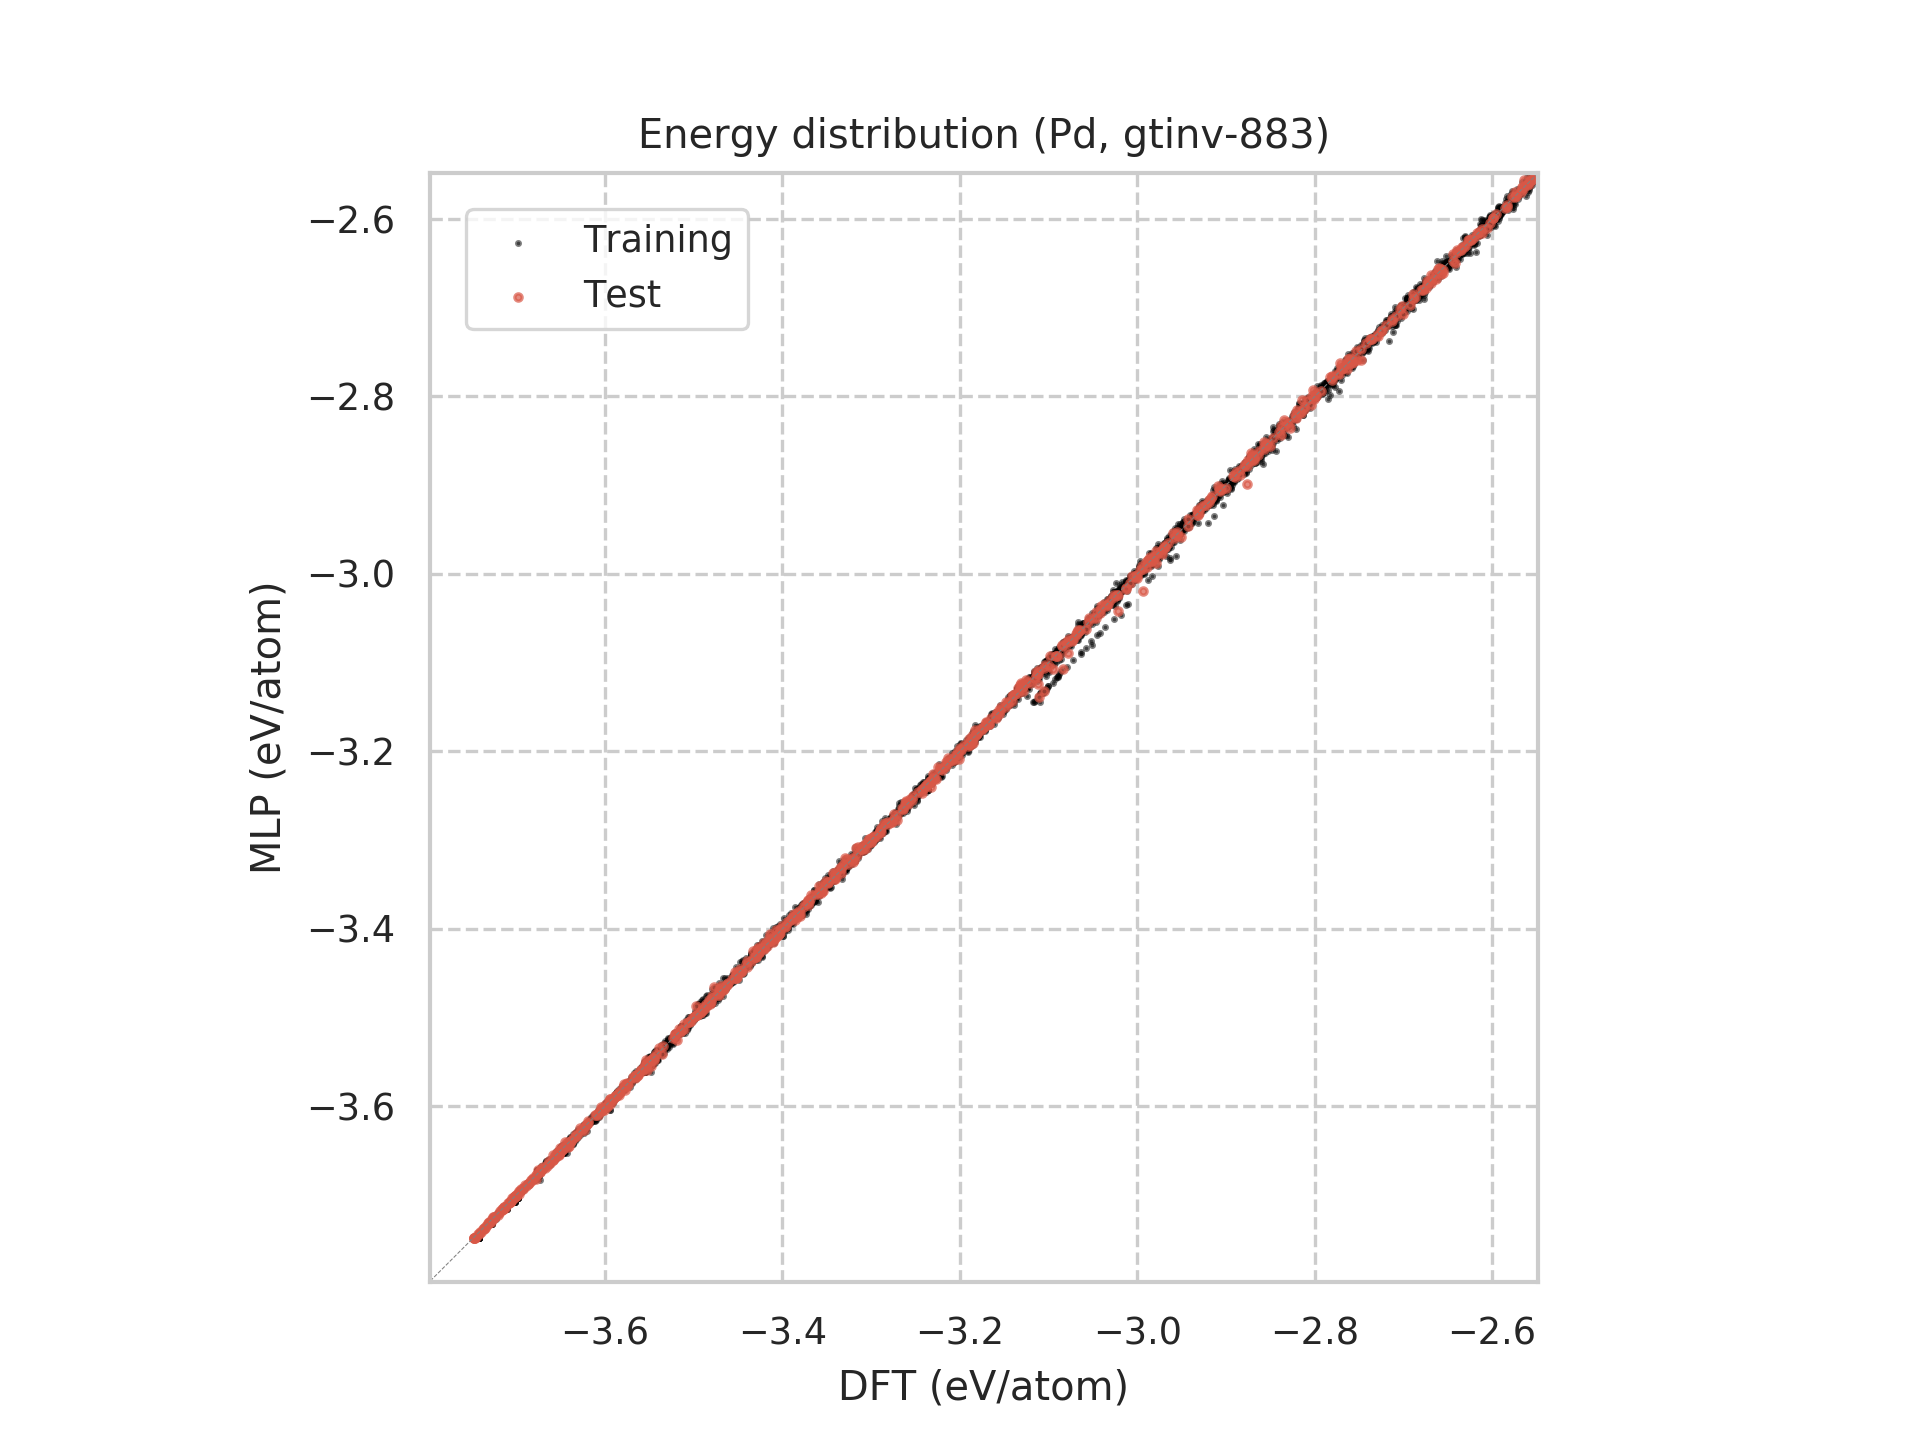 Energy distribution (Pd, gtinv-883)
Training
Test
−2.6
−2.8
−3.0
−3.2
−3.4
−3.6
MLP (eV/atom)
−3.6 −3.4 −3.2 −3.0 −2.8 −2.6
DFT (eV/atom)